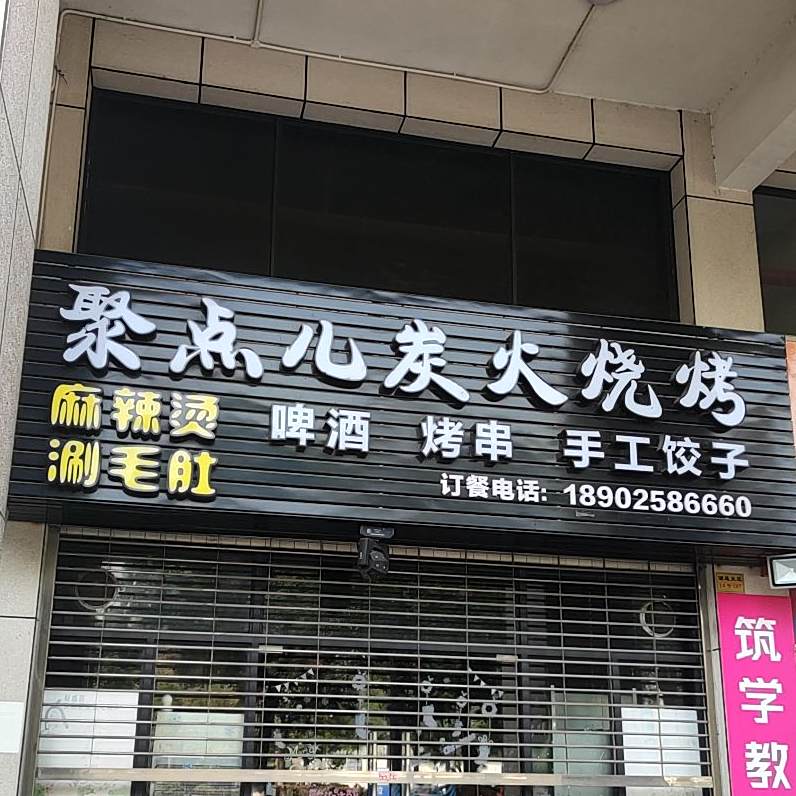 聚点儿炭火烧烤
麻辣烫
涮毛肚
啤酒 烤串 手工饺子
订餐电话: 18902586660
筑学教